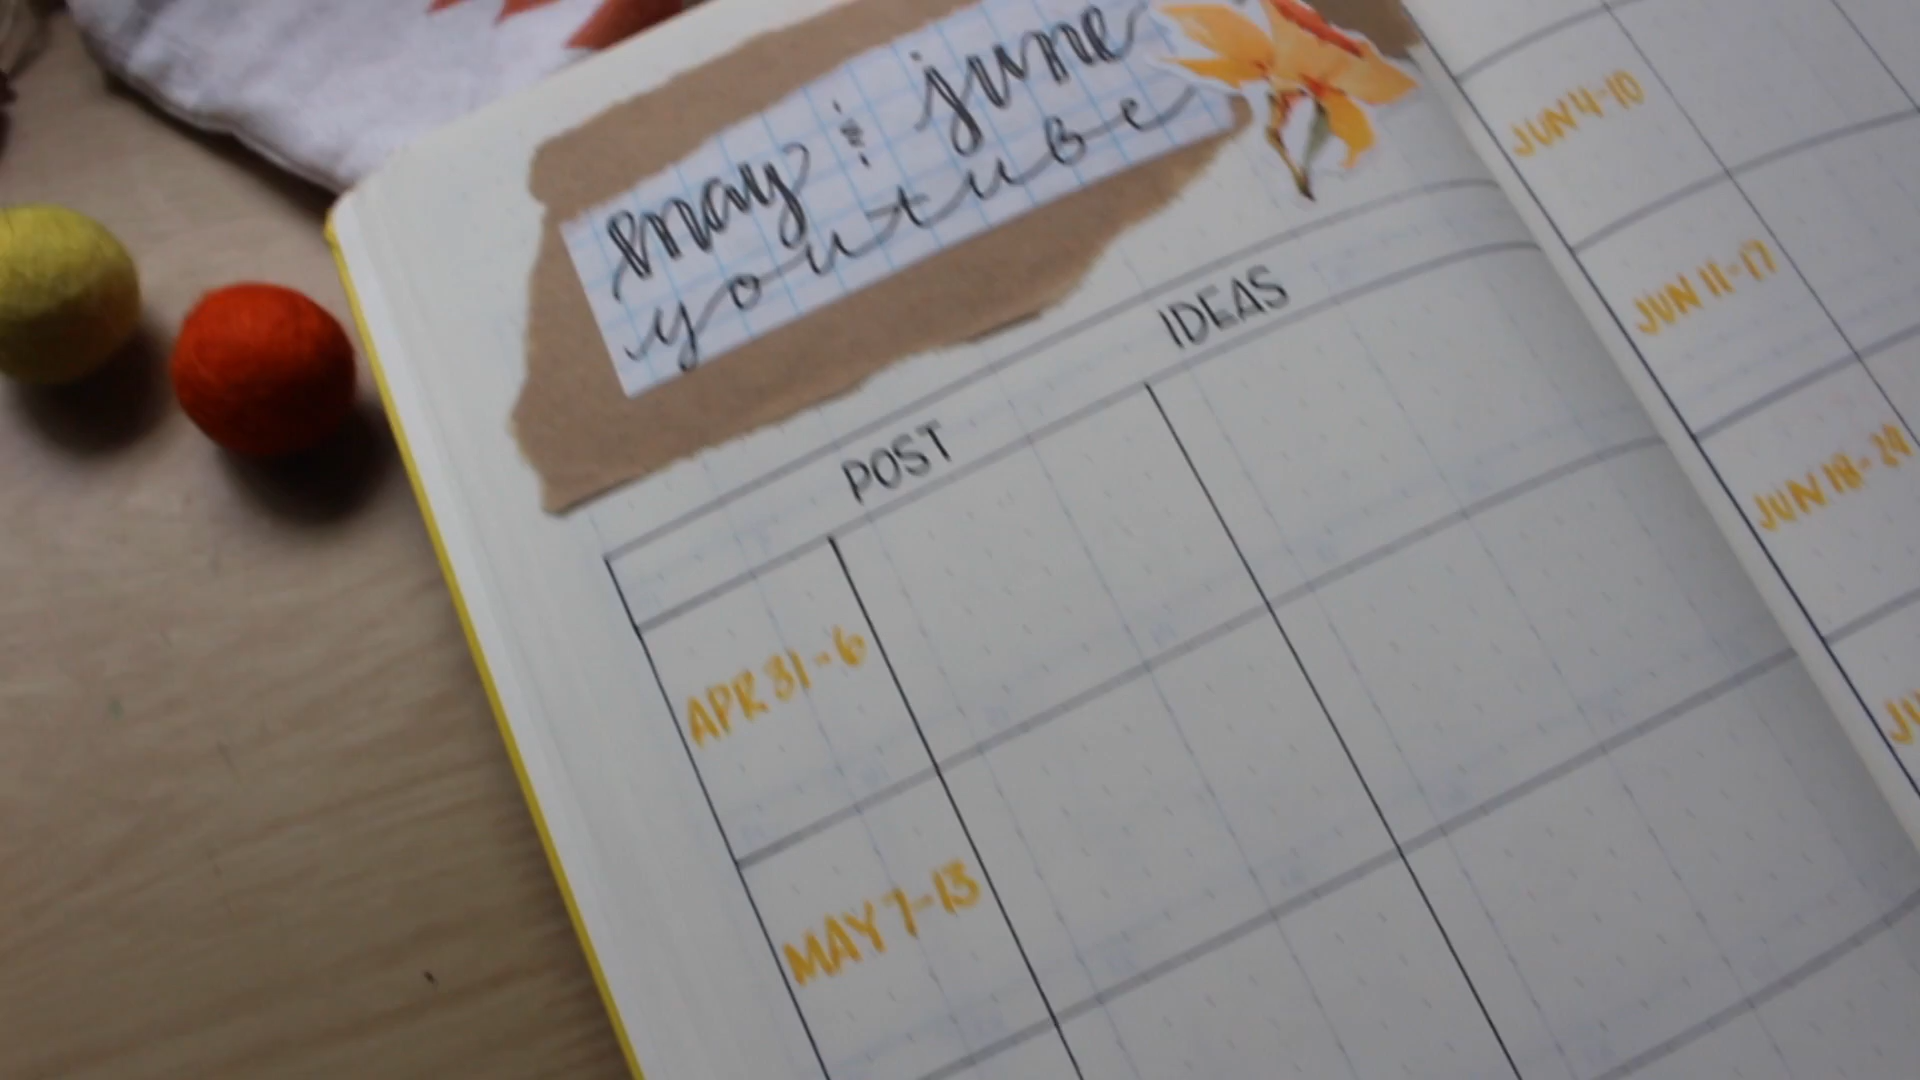 may & june
youtube
POST
IDEAS
APR 31-6
MAY 7-13
JUN 4-10
JUN 11-17
JUN 18-24